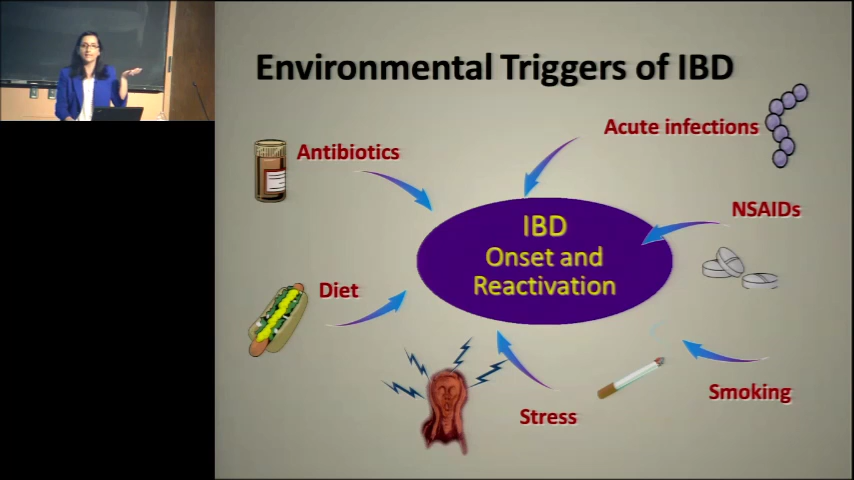 Environmental Triggers of IBD
Acute infections
Antibiotics
NSAIDs
IBD
Onset and
Reactivation
Diet
Smoking
Stress